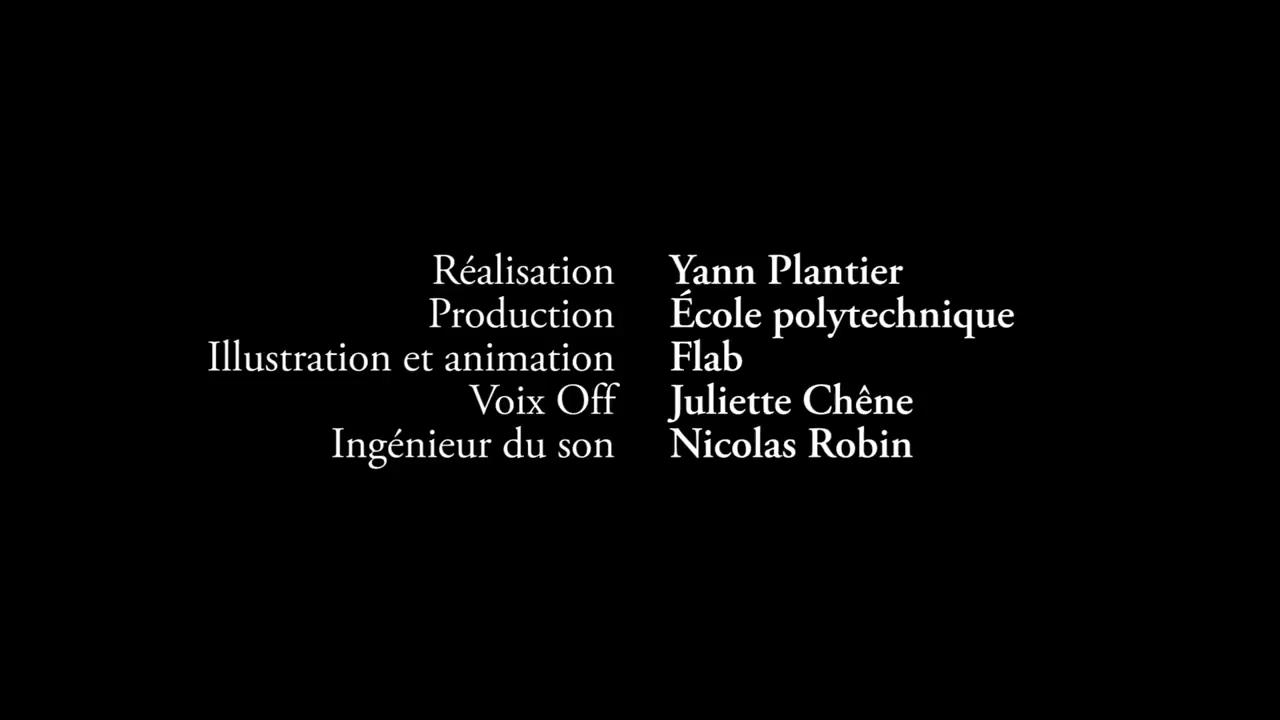 Réalisation Yann Plantier
Production École polytechnique
Illustration et animation Flab
Voix Off Juliette Chêne
Ingénieur du son Nicolas Robin